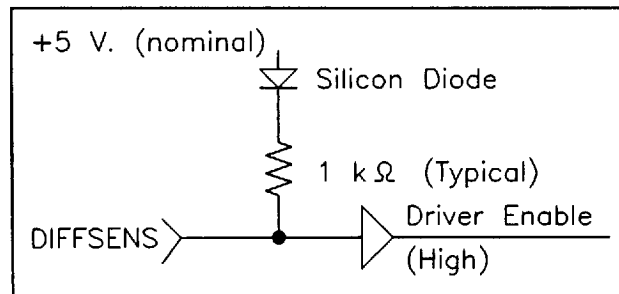 +5 V. (nominal)
Silicon Diode
1 kΩ (Typical)
DIFFSENS
Driver Enable
(High)